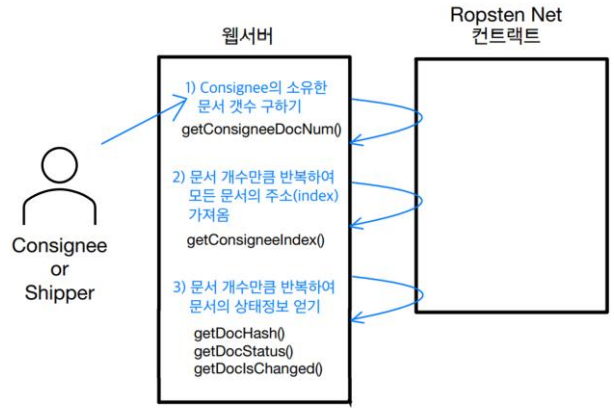 웹서버
Ropsten Net
컨트랙트
1) Consignee의 소유한
문서 갯수 구하기
getConsigneeDocNum()
2) 문서 개수만큼 반복하여
모든 문서의 주소(index)
가져옴
getConsigneeIndex()
Consignee
or
Shipper
3) 문서 개수만큼 반복하여
문서의 상태정보 얻기
getDocHash()
getDocStatus()
getDocIsChanged()